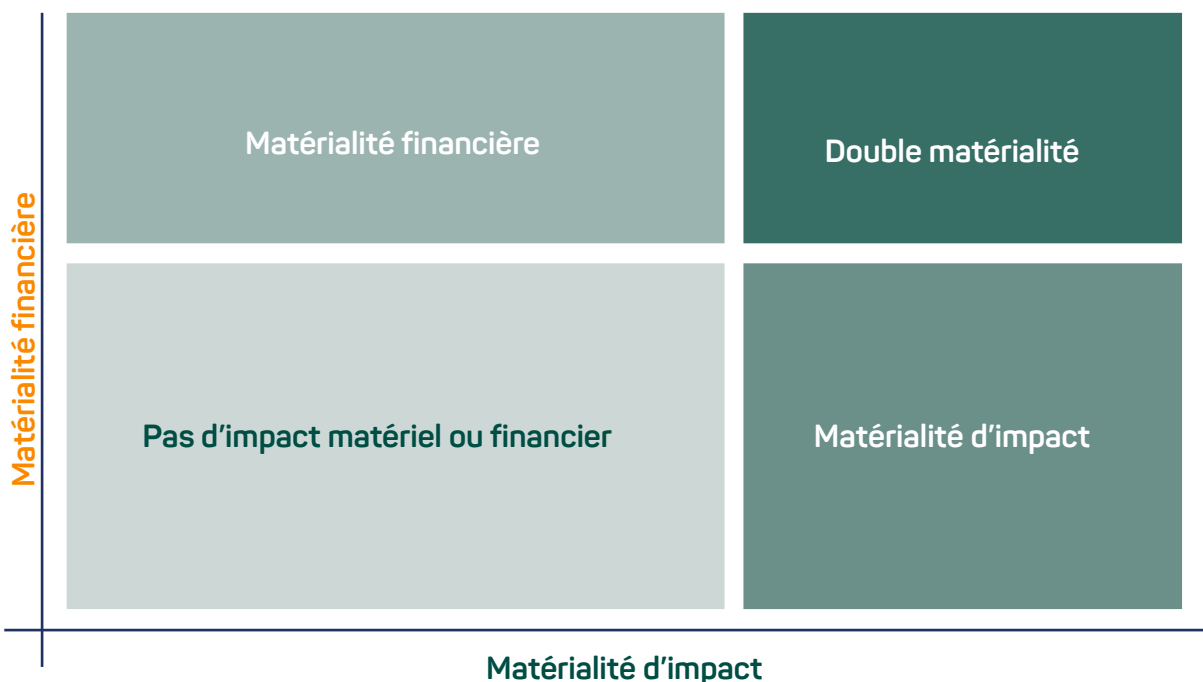 Matérialité financière
Matérialité financière
Double matérialité
Pas d'impact matériel ou financier
Matérialité d'impact
Matérialité d'impact